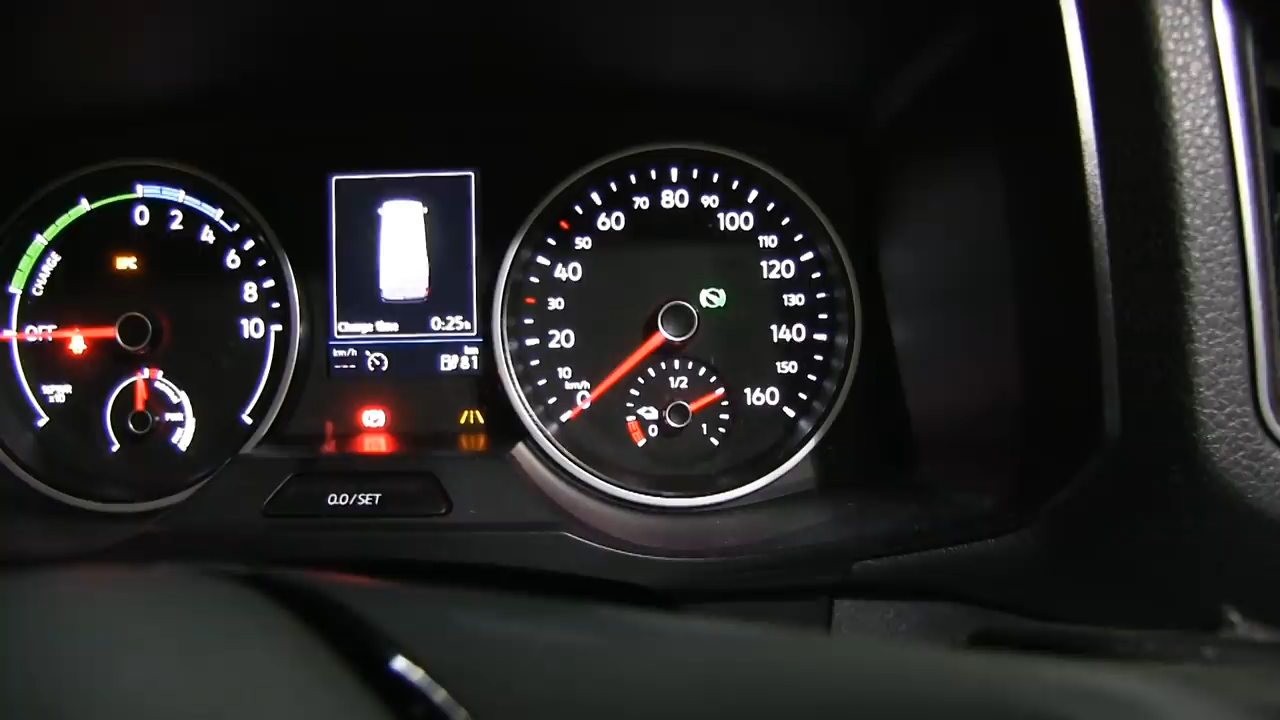 0 2 4 6 8 10
CHARGE
EPC
OFF
Charge time 0:25h
km/h
---
km
81
0.0/SET
0 10 20 30 40 50 60 70 80 90 100 110 120 130 140 150 160
km/h
0 1/2 1